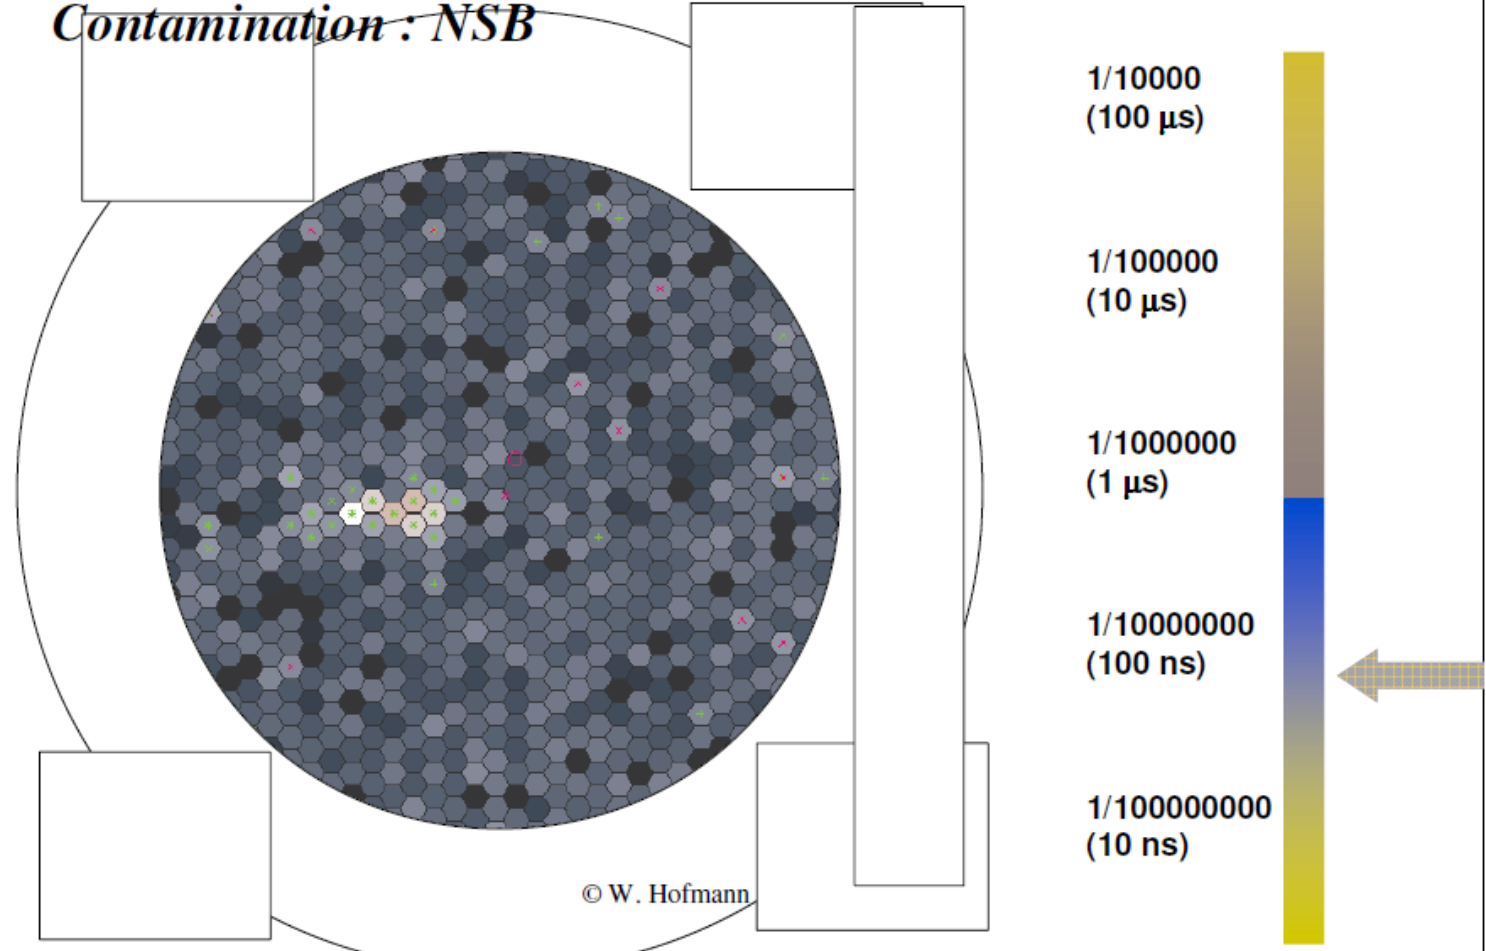 Contamination : NSB
1/10000
(100 µs)
1/100000
(10 µs)
1/1000000
(1 µs)
1/10000000
(100 ns)
1/100000000
(10 ns)
© W. Hofmann